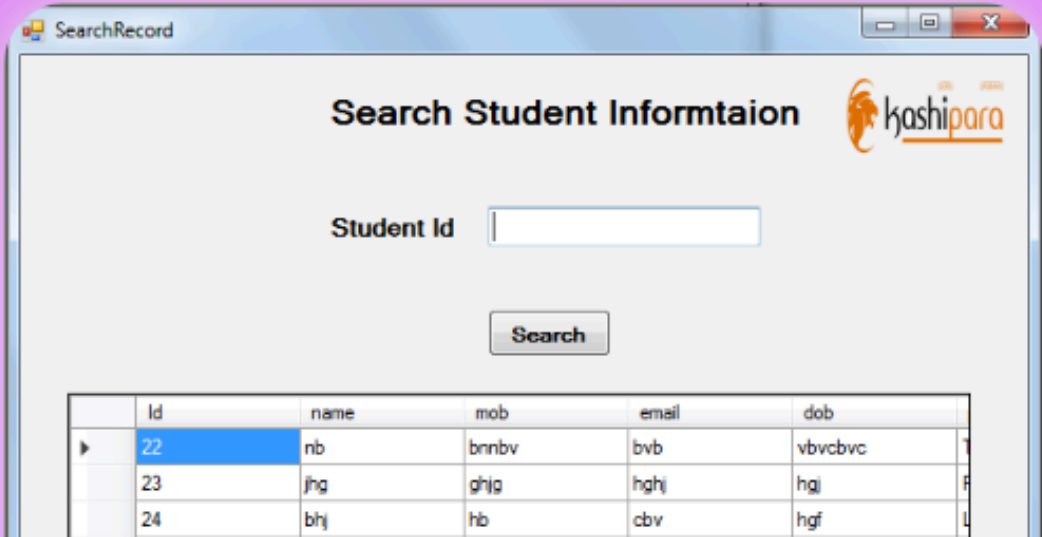 SearchRecord
Search Student Informtaion
kashipara
Student Id
Search
Id name mob email dob
22 nb bnnbv bvb vbvcbvc
23 jhg ghjg hghj hgj
24 bhj hb cbv hgf